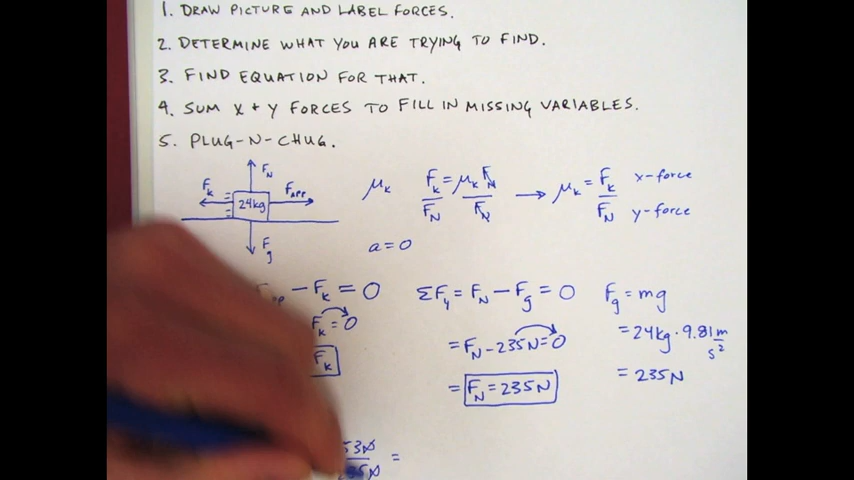 1. DRAW PICTURE AND LABEL FORCES.
2. DETERMINE WHAT YOU ARE TRYING TO FIND.
3. FIND EQUATION FOR THAT.
4. SUM X + Y FORCES TO FILL IN MISSING VARIABLES.
5. PLUG-N-CHUG.
F_N
F_k 24kg F_APP
F_g
μ_k
F_k/F_N = μ_k F_N/F_N → μ_k = F_k/F_N x-force y-force
a = 0
- F_k = 0
F_k = 0
F_k
ΣF_y = F_N - F_g = 0
= F_N - 235N = 0
= F_N = 235N
F_g = mg
= 24kg · 9.81 m/s²
= 235N
53N
=